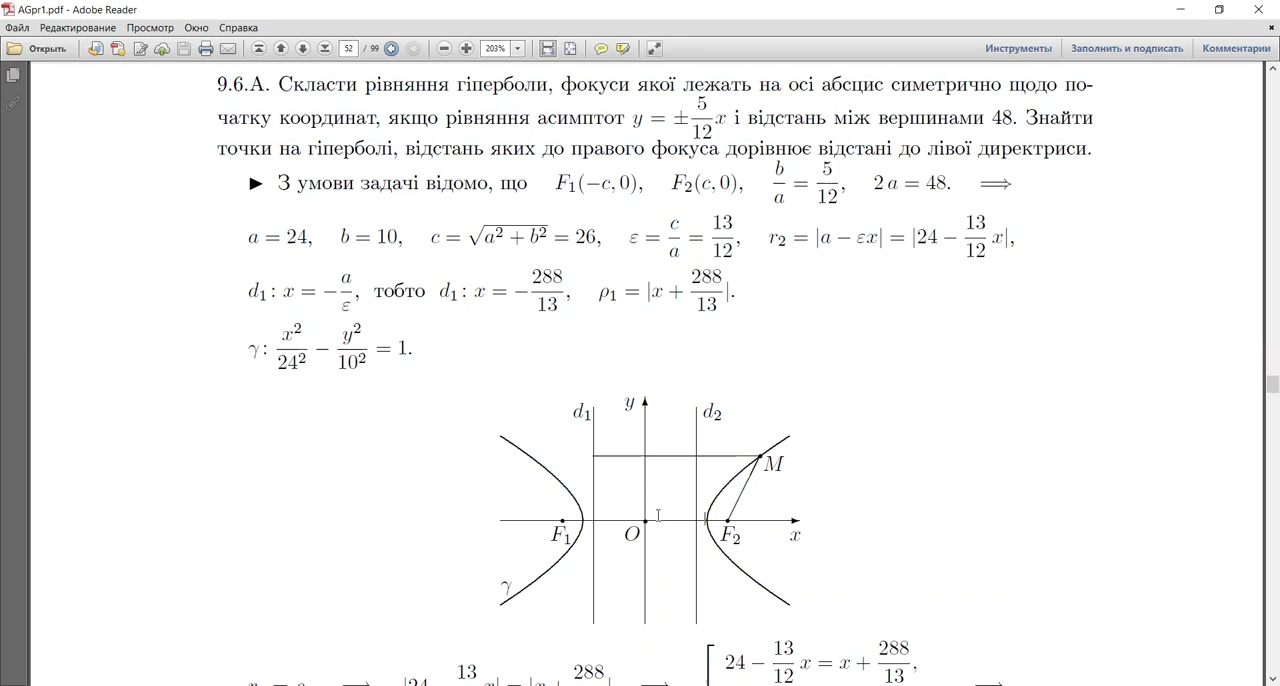 AGpr1.pdf - Adobe Reader
Файл Редактирование Просмотр Окно Справка
Открыть 52 / 99 203% Инструменты Заполнить и подписать Комментарии
9.6.А. Скласти рівняння гіперболи, фокуси якої лежать на осі абсцис симетрично щодо по-
чатку координат, якщо рівняння асимптот y = ±5/12 x і відстань між вершинами 48. Знайти
точки на гіперболі, відстань яких до правого фокуса дорівнює відстані до лівої директриси.
▶ З умови задачі відомо, що F₁(−c, 0), F₂(c, 0), b/a = 5/12, 2 a = 48. ⟹
a = 24, b = 10, c = √(a² + b²) = 26, ε = c/a = 13/12, r₂ = |a − εx| = |24 − 13/12 x|,
d₁: x = −a/ε, тобто d₁: x = −288/13, ρ₁ = |x + 288/13|.
γ: x²/24² − y²/10² = 1.
d₁ y d₂
M
F₁ O F₂ x
γ
24 − 13/12 x = x + 288/13,